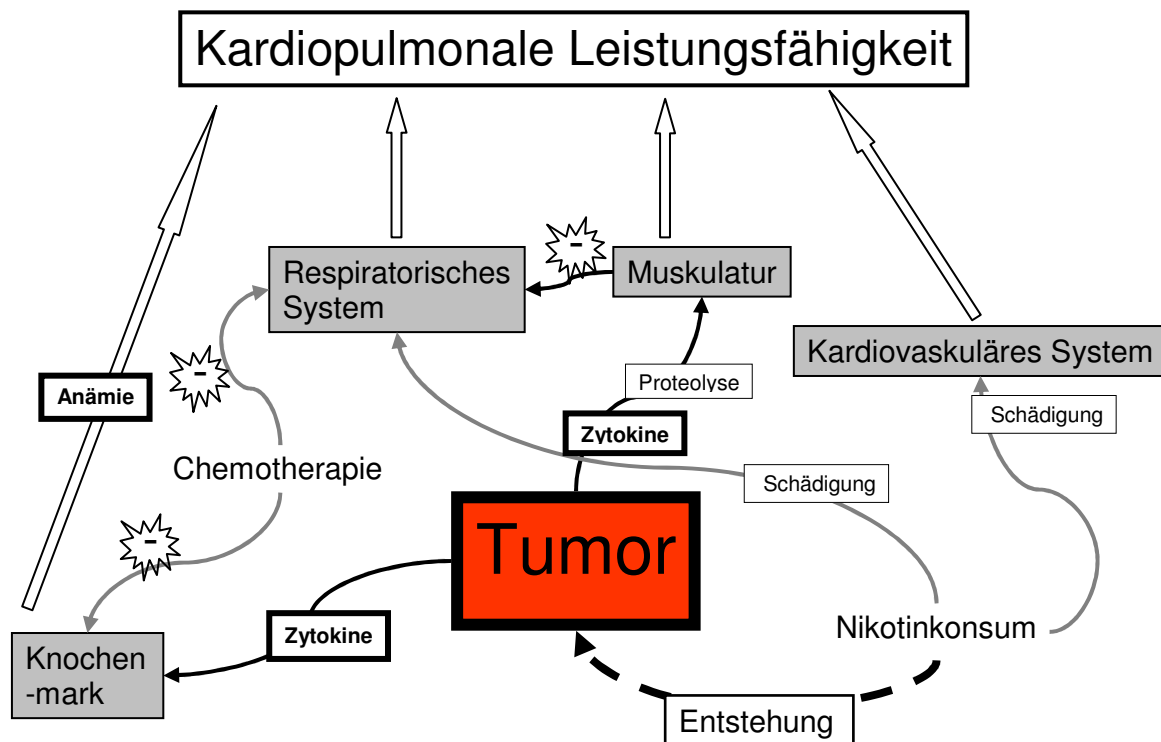 Kardiopulmonale Leistungsfähigkeit
-
Respiratorisches
System
Muskulatur
Kardiovaskuläres System
-
Anämie
Proteolyse
Schädigung
Zytokine
Chemotherapie
Schädigung
-
Tumor
Zytokine
Nikotinkonsum
Knochen
-mark
Entstehung